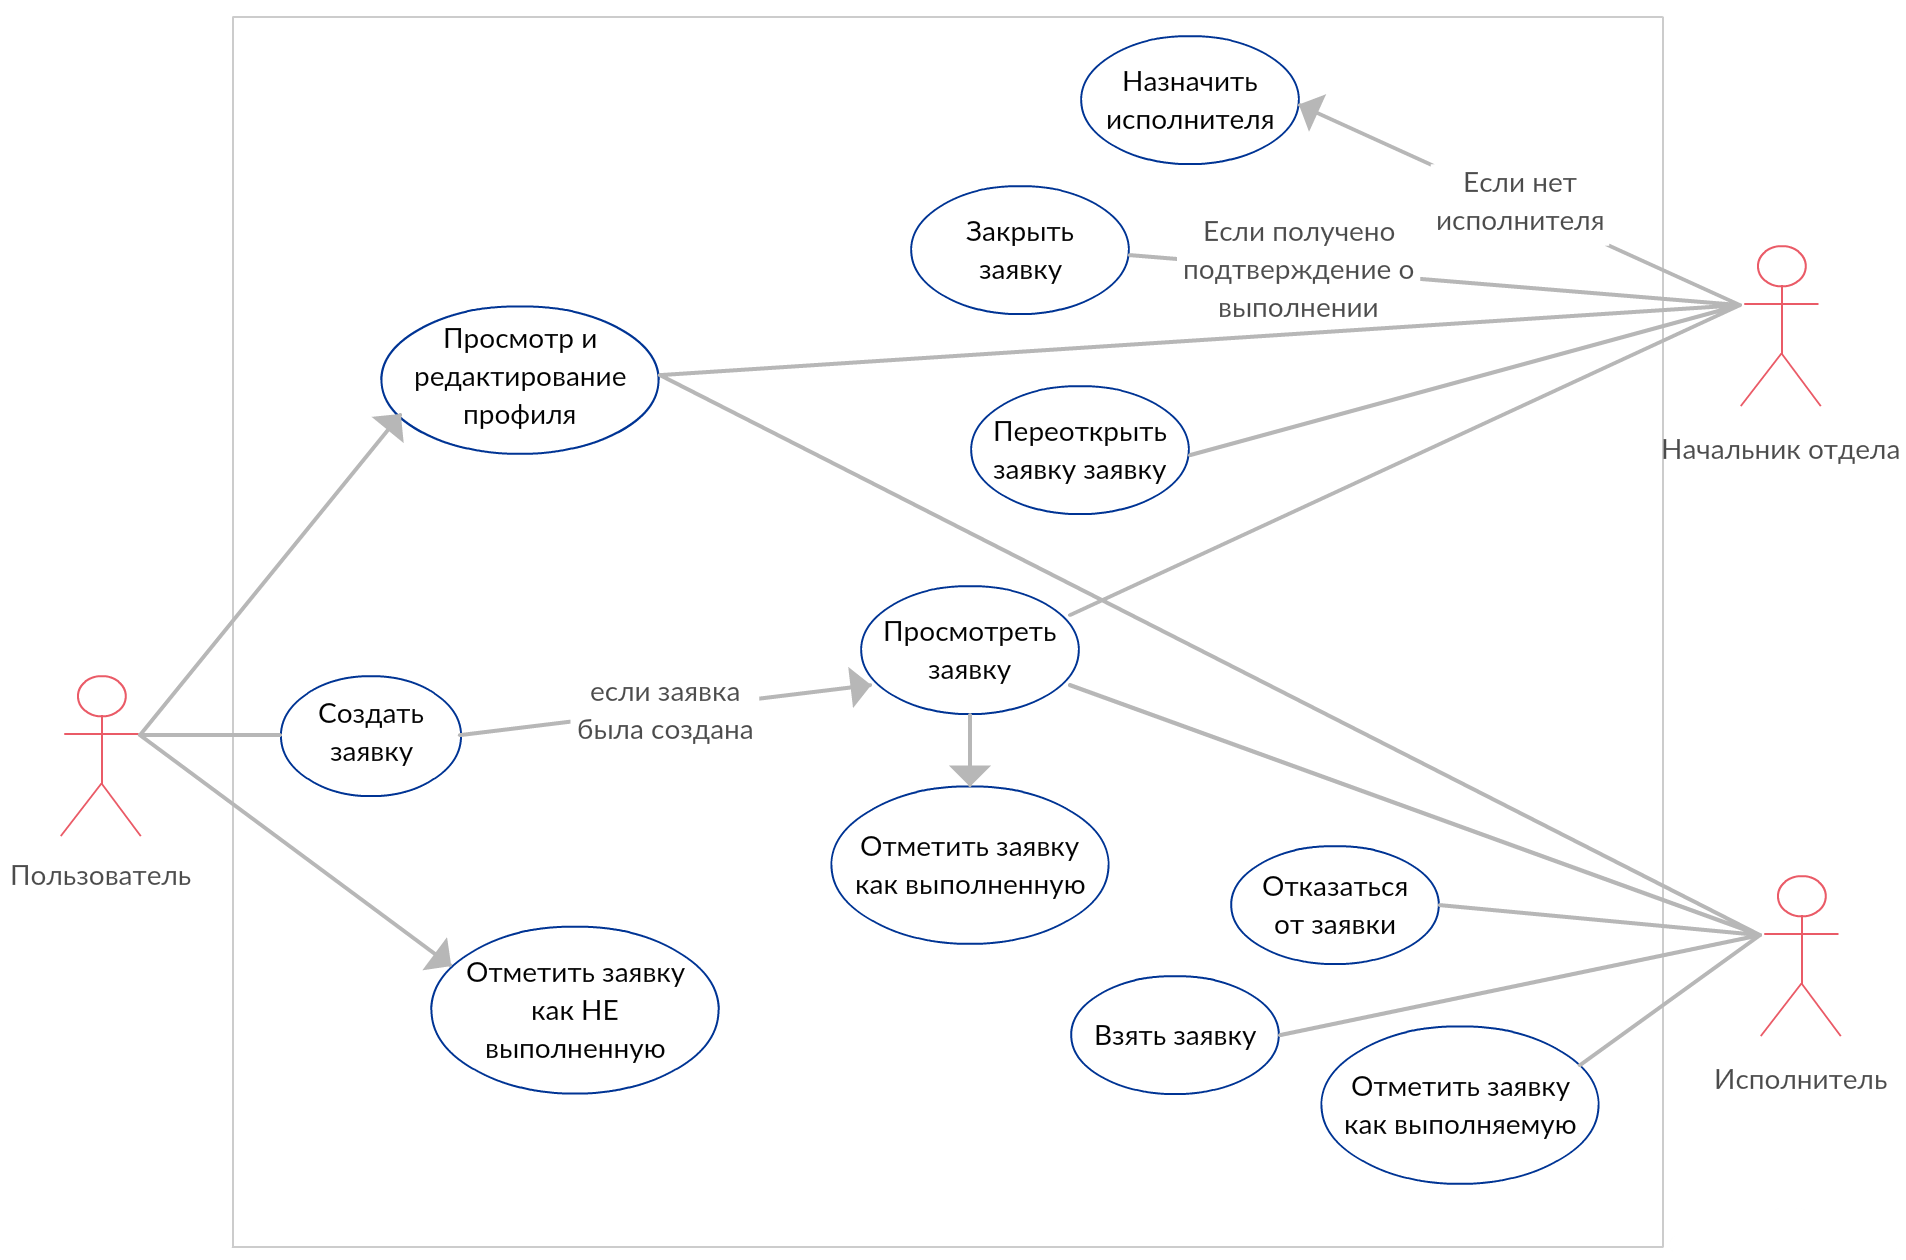 Назначить
исполнителя
Если нет
исполнителя
Закрыть
заявку
Если получено
подтверждение о
выполнении
Просмотр и
редактирование
профиля
Переоткрыть
заявку заявку
Начальник отдела
Просмотреть
заявку
Создать
заявку
если заявка
была создана
Пользователь
Отметить заявку
как выполненную
Отказаться
от заявки
Отметить заявку
как НЕ
выполненную
Взять заявку
Отметить заявку
как выполняемую
Исполнитель